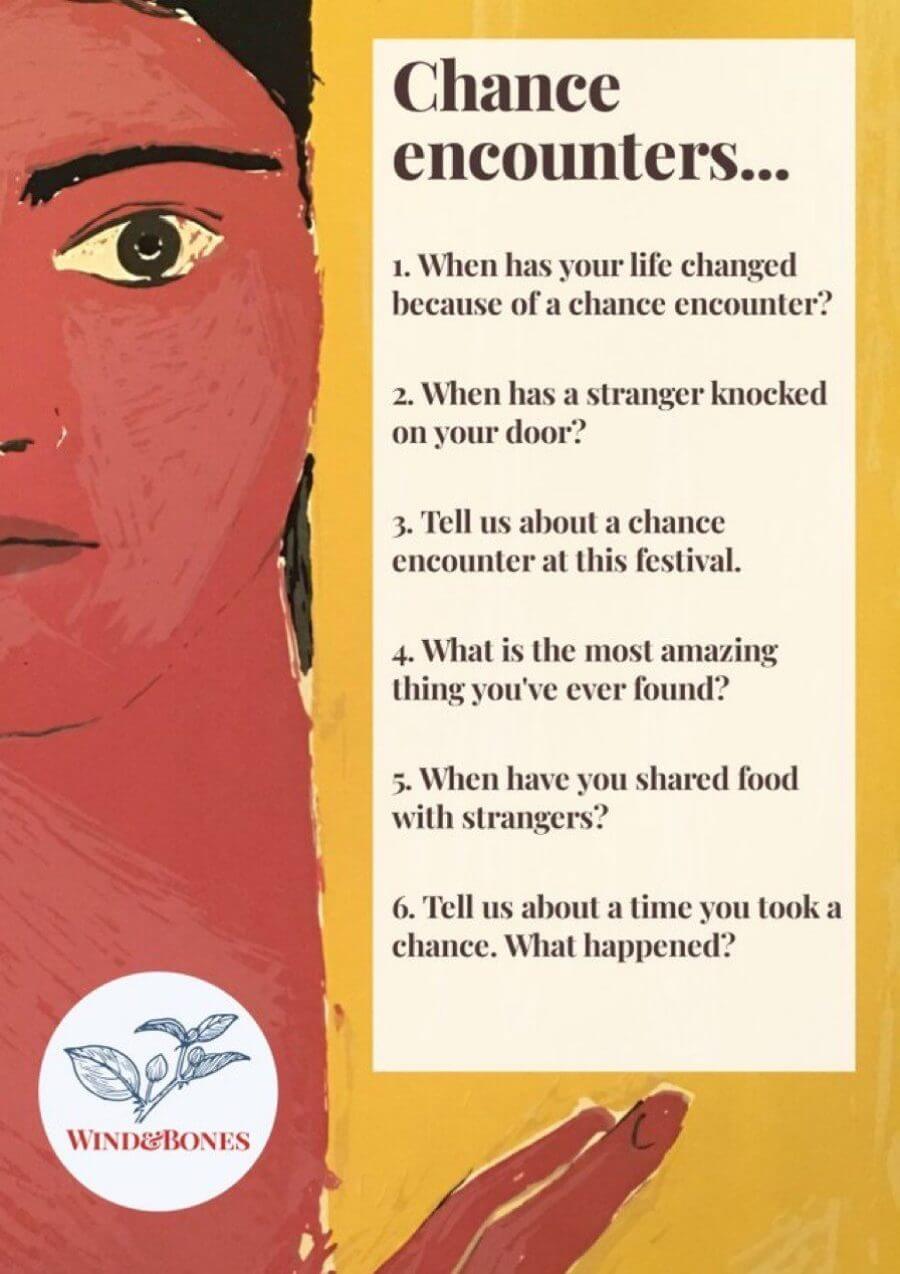 Chance
encounters...
1. When has your life changed
because of a chance encounter?
2. When has a stranger knocked
on your door?
3. Tell us about a chance
encounter at this festival.
4. What is the most amazing
thing you've ever found?
5. When have you shared food
with strangers?
6. Tell us about a time you took a
chance. What happened?
WIND&BONES